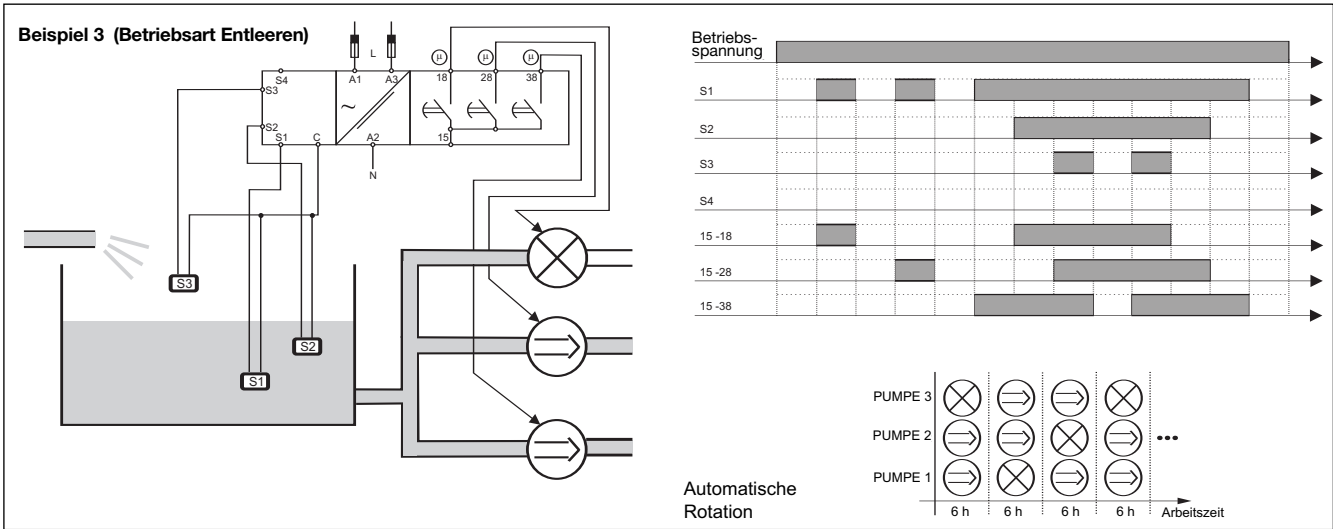 Beispiel 3 (Betriebsart Entleeren)
L
µ µ µ
S4 A1 A3 18 28 38
S3
~
S2
S1 C A2 15
N
S3
S2
S1
Betriebs-
spannung
S1
S2
S3
S4
15 -18
15 -28
15 -38
PUMPE 3
PUMPE 2
...
PUMPE 1
Automatische
Rotation
6 h 6 h 6 h 6 h Arbeitszeit